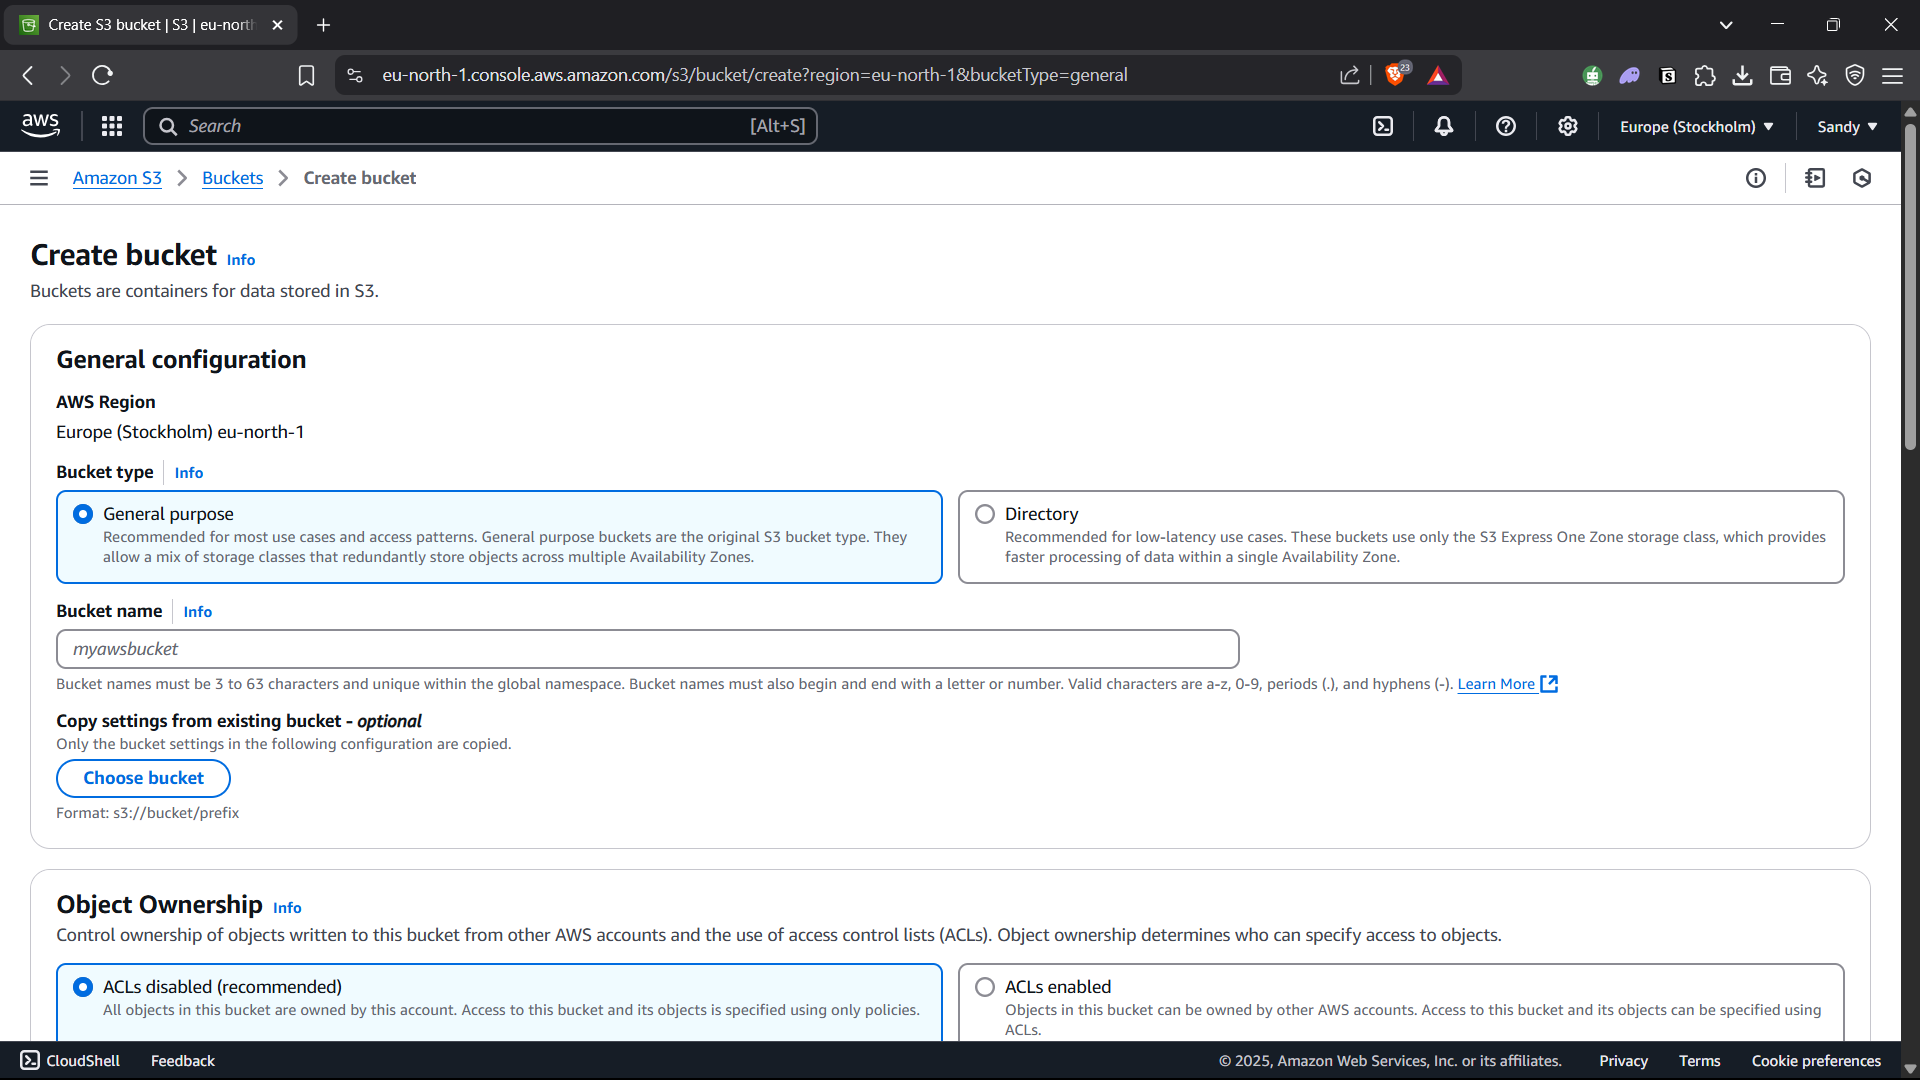 Create S3 bucket | S3 | eu-north
eu-north-1.console.aws.amazon.com/s3/bucket/create?region=eu-north-1&bucketType=general
23
aws
Search
[Alt+S]
Europe (Stockholm)
Sandy
Amazon S3
Buckets
Create bucket
Create bucket
Info
Buckets are containers for data stored in S3.
General configuration
AWS Region
Europe (Stockholm) eu-north-1
Bucket type
Info
General purpose
Recommended for most use cases and access patterns. General purpose buckets are the original S3 bucket type. They
allow a mix of storage classes that redundantly store objects across multiple Availability Zones.
Directory
Recommended for low-latency use cases. These buckets use only the S3 Express One Zone storage class, which provides
faster processing of data within a single Availability Zone.
Bucket name
Info
myawsbucket
Bucket names must be 3 to 63 characters and unique within the global namespace. Bucket names must also begin and end with a letter or number. Valid characters are a-z, 0-9, periods (.), and hyphens (-). Learn More
Copy settings from existing bucket - optional
Only the bucket settings in the following configuration are copied.
Choose bucket
Format: s3://bucket/prefix
Object Ownership
Info
Control ownership of objects written to this bucket from other AWS accounts and the use of access control lists (ACLs). Object ownership determines who can specify access to objects.
ACLs disabled (recommended)
All objects in this bucket are owned by this account. Access to this bucket and its objects is specified using only policies.
ACLs enabled
Objects in this bucket can be owned by other AWS accounts. Access to this bucket and its objects can be specified using
ACLs.
CloudShell
Feedback
© 2025, Amazon Web Services, Inc. or its affiliates.
Privacy
Terms
Cookie preferences